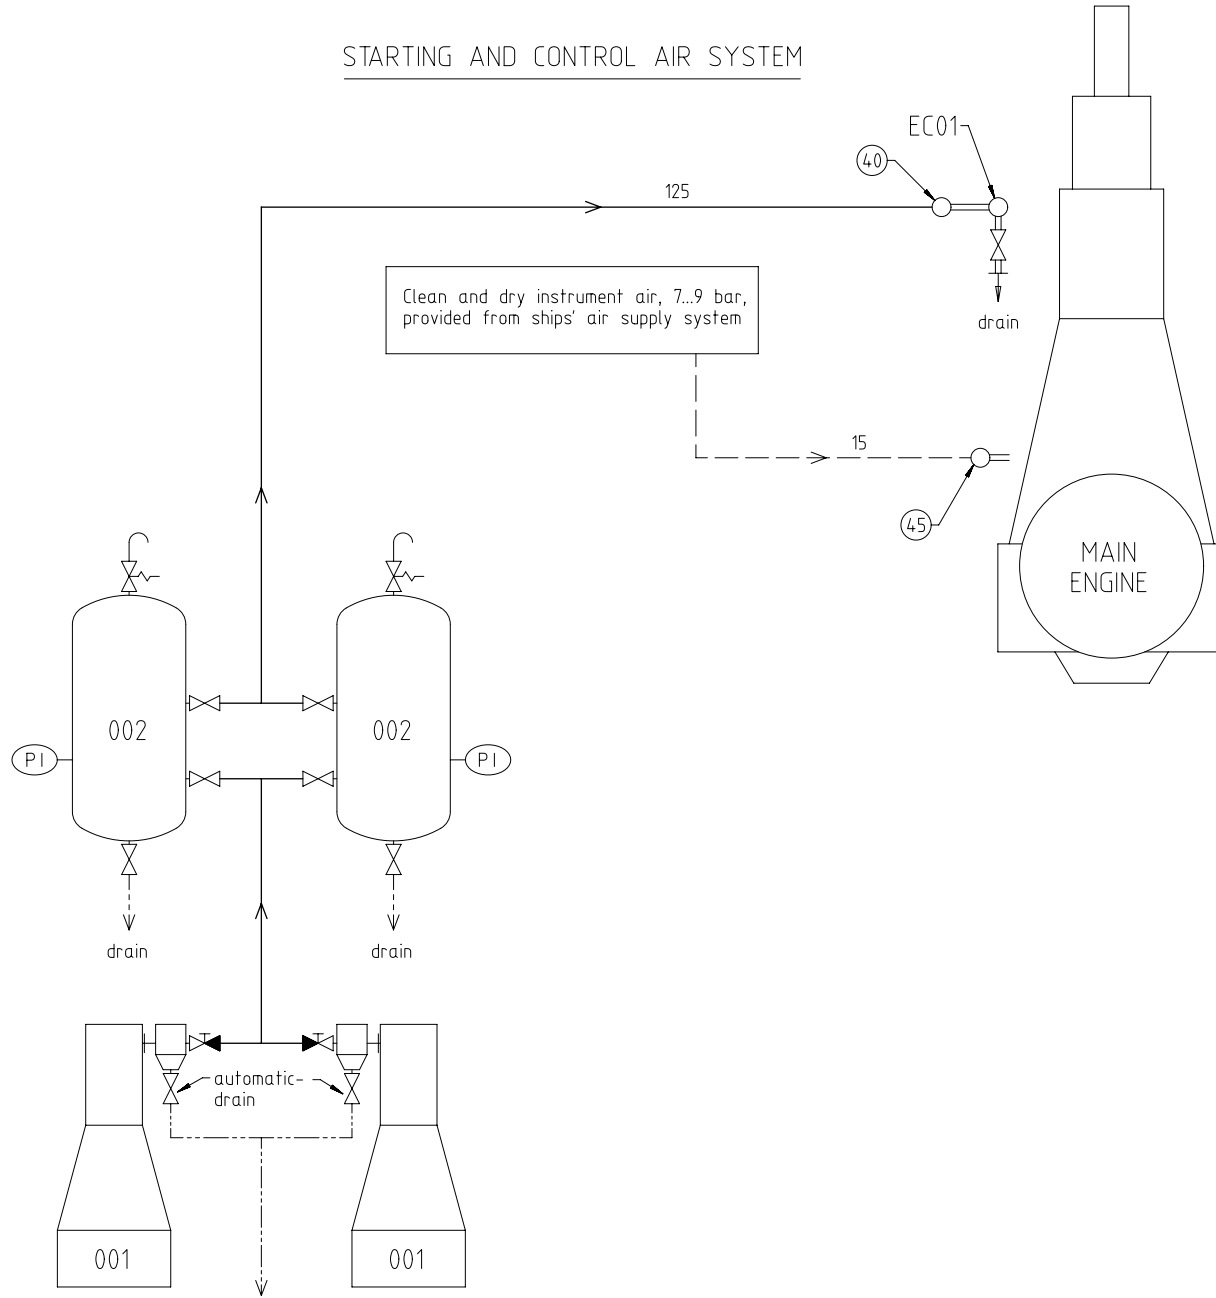 STARTING AND CONTROL AIR SYSTEM
EC01
40
125
Clean and dry instrument air, 7...9 bar,
provided from ships' air supply system
drain
15
45
MAIN
ENGINE
002
002
PI
PI
drain
drain
automatic-
drain
001
001